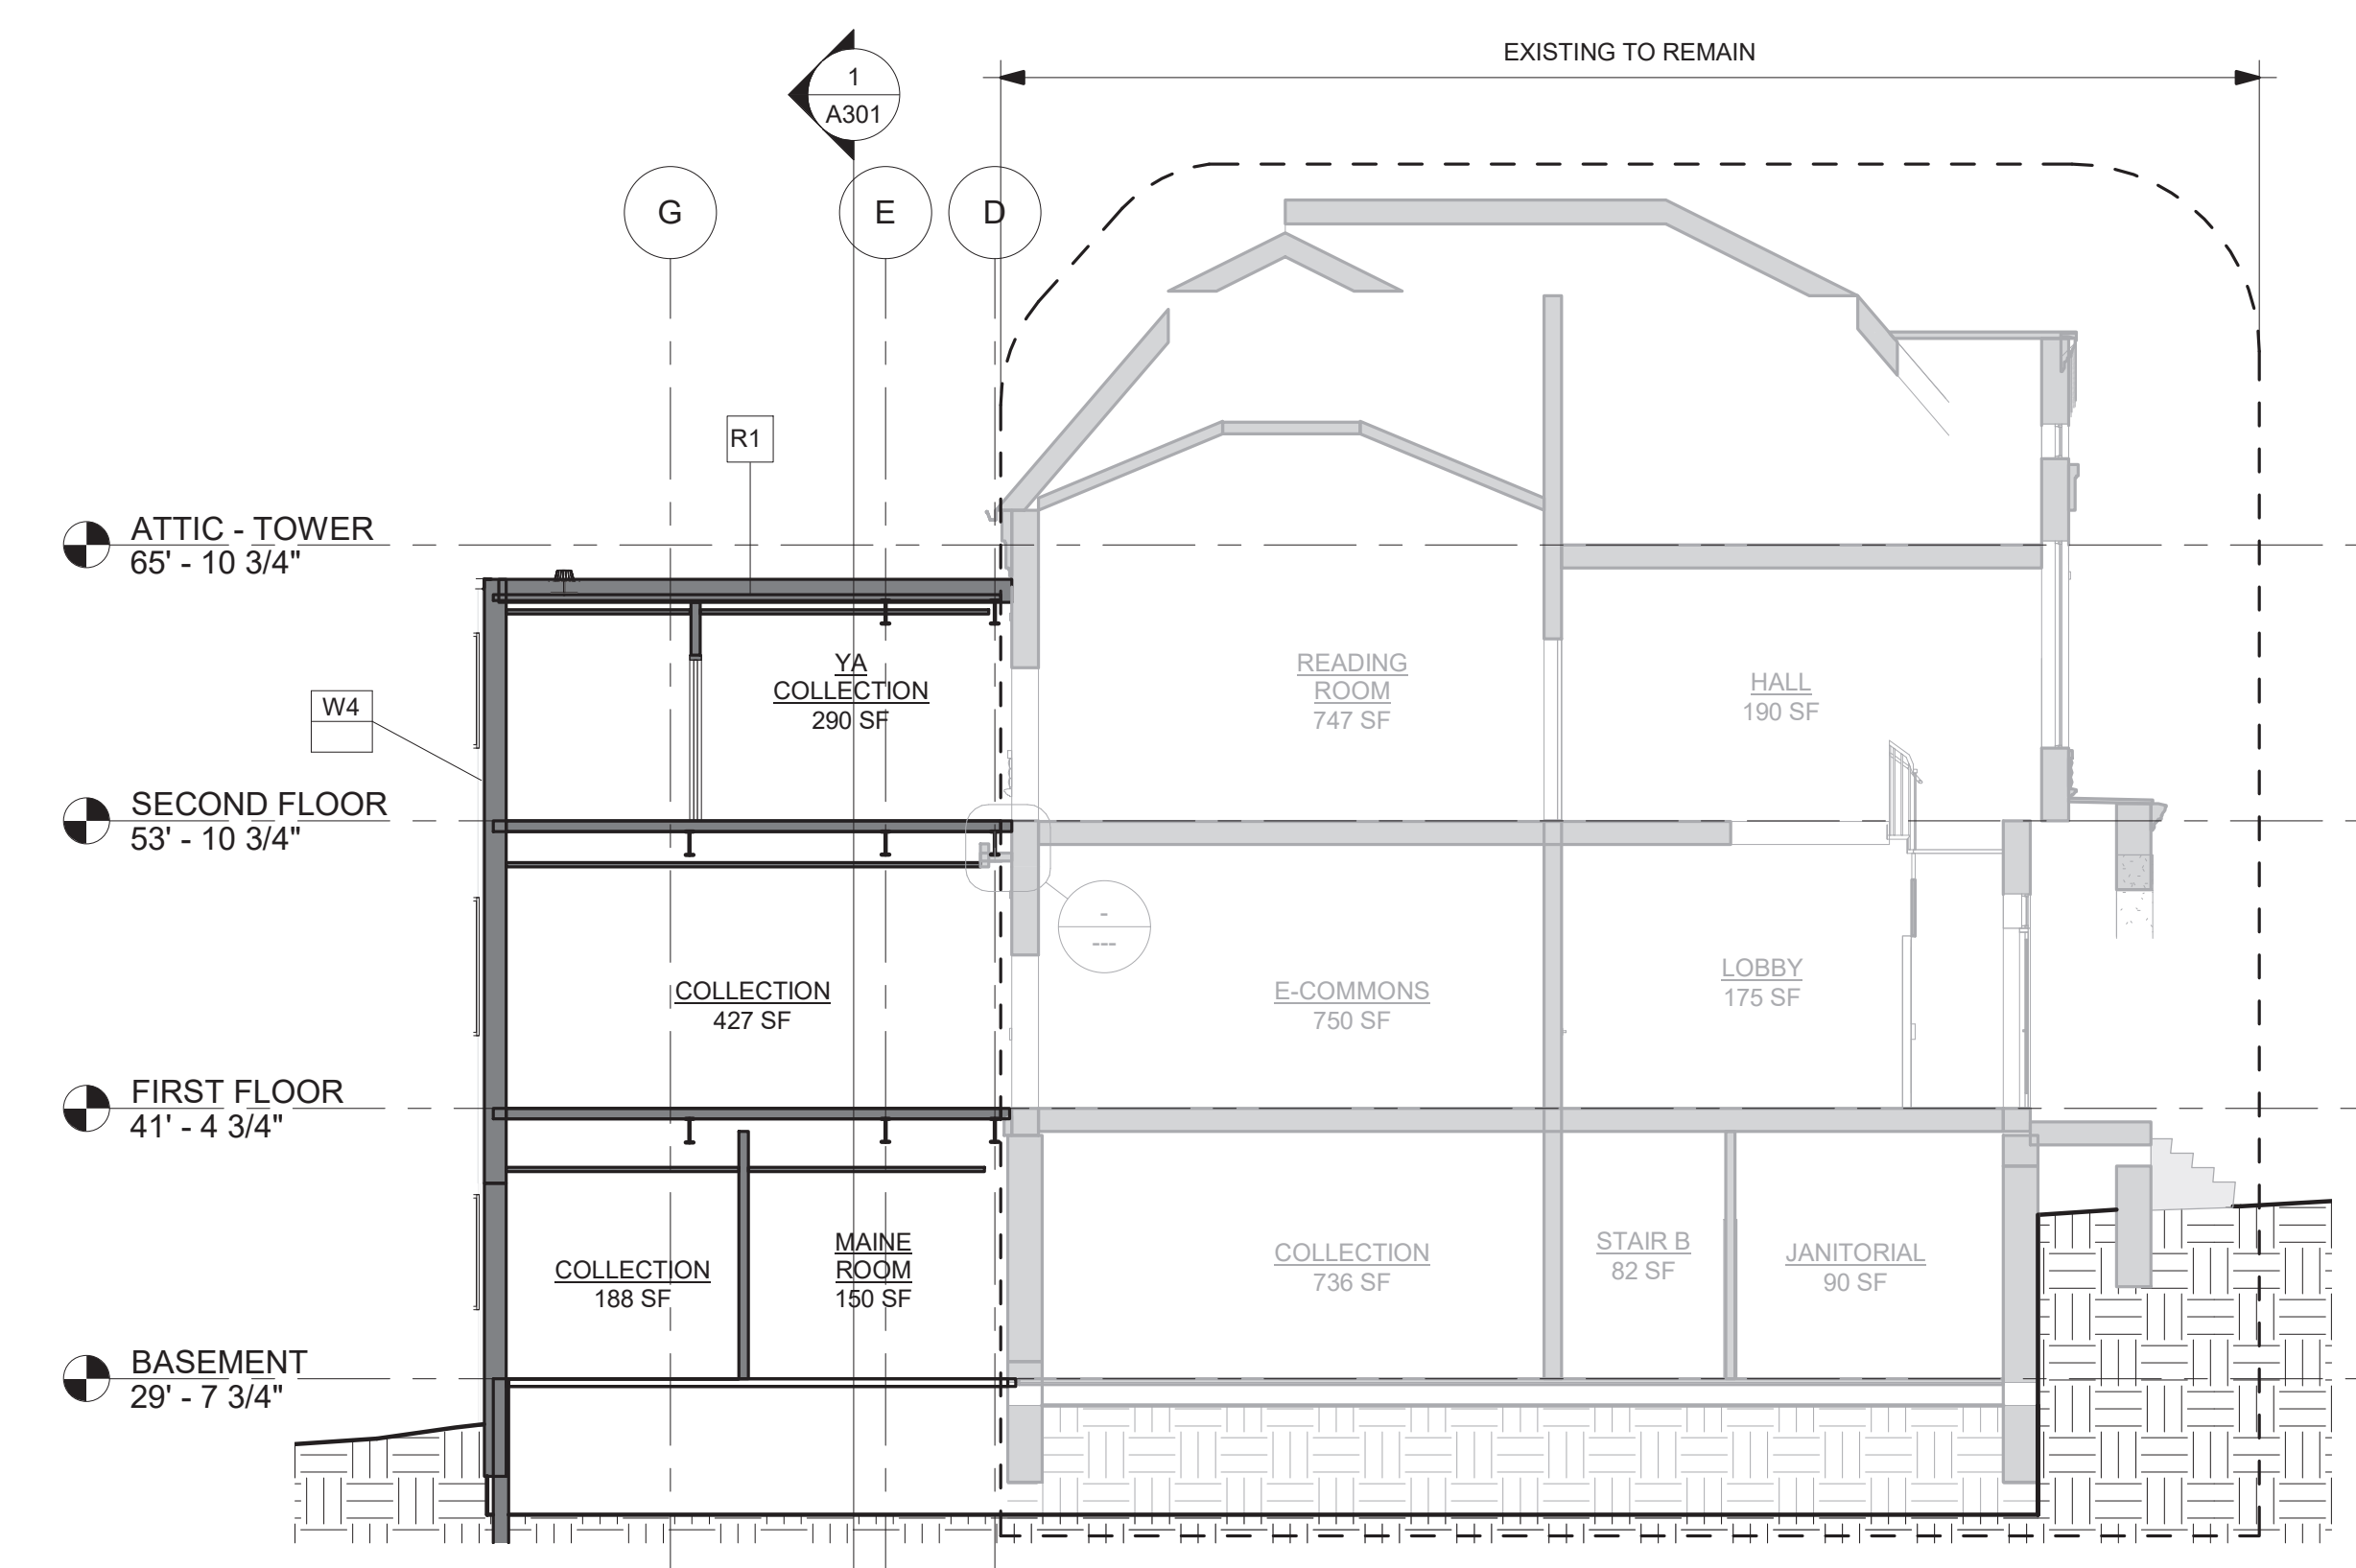 EXISTING TO REMAIN
1
A301
G
E
D
R1
ATTIC - TOWER
65' - 10 3/4"
YA
COLLECTION
290 SF
READING
ROOM
747 SF
HALL
190 SF
W4
SECOND FLOOR
53' - 10 3/4"
-
---
COLLECTION
427 SF
E-COMMONS
750 SF
LOBBY
175 SF
FIRST FLOOR
41' - 4 3/4"
COLLECTION
188 SF
MAINE
ROOM
150 SF
COLLECTION
736 SF
STAIR B
82 SF
JANITORIAL
90 SF
BASEMENT
29' - 7 3/4"